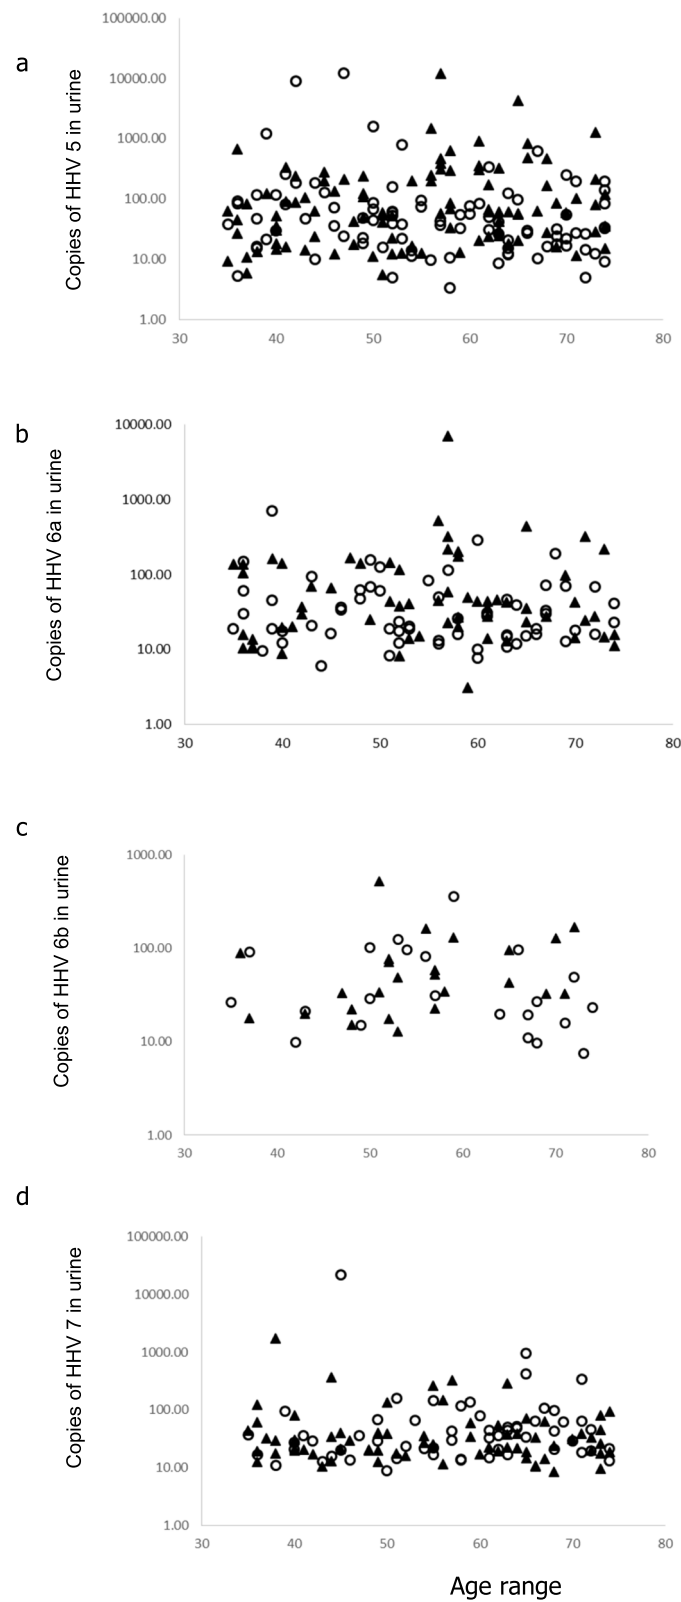 a
Copies of HHV 5 in urine
100000.00
10000.00
1000.00
100.00
10.00
1.00
30 40 50 60 70 80
b
Copies of HHV 6a in urine
10000.00
1000.00
100.00
10.00
1.00
30 40 50 60 70 80
c
Copies of HHV 6b in urine
1000.00
100.00
10.00
1.00
30 40 50 60 70 80
d
Copies of HHV 7 in urine
100000.00
10000.00
1000.00
100.00
10.00
1.00
30 40 50 60 70 80
Age range